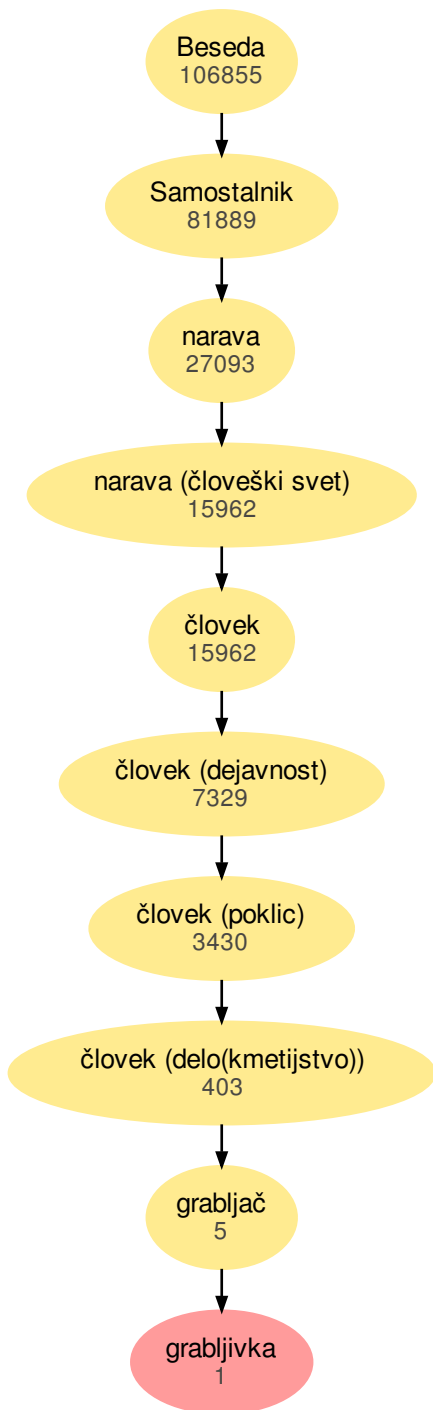 Beseda
106855
Samostalnik
81889
narava
27093
narava (človeški svet)
15962
človek
15962
človek (dejavnost)
7329
človek (poklic)
3430
človek (delo(kmetijstvo))
403
grabljač
5
grabljivka
1